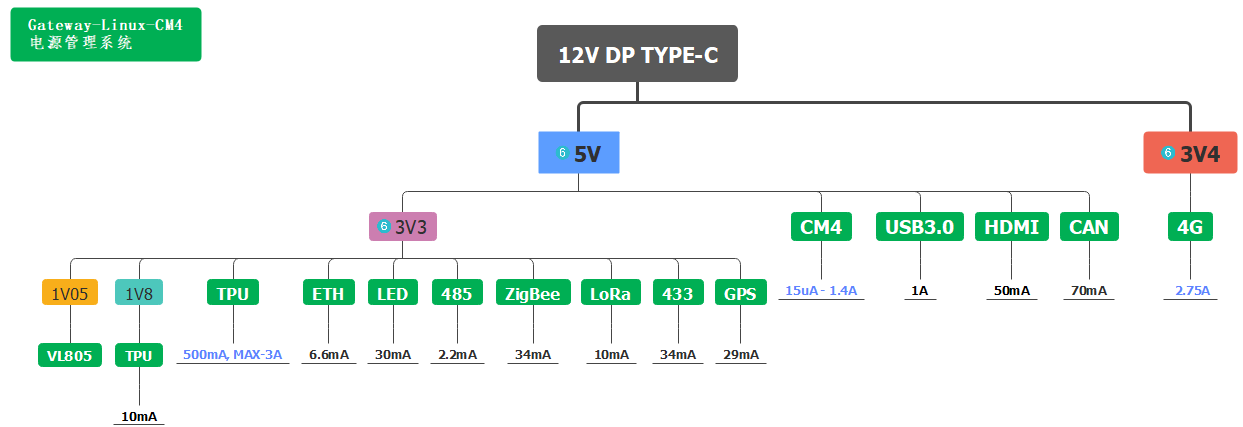 Gateway-Linux-CM4
电源管理系统
12V DP TYPE-C
6 5V
6 3V4
6 3V3
CM4
USB3.0
HDMI
CAN
4G
1V05
1V8
TPU
ETH
LED
485
ZigBee
LoRa
433
GPS
15uA - 1.4A
1A
50mA
70mA
2.75A
VL805
TPU
500mA, MAX-3A
6.6mA
30mA
2.2mA
34mA
10mA
34mA
29mA
10mA